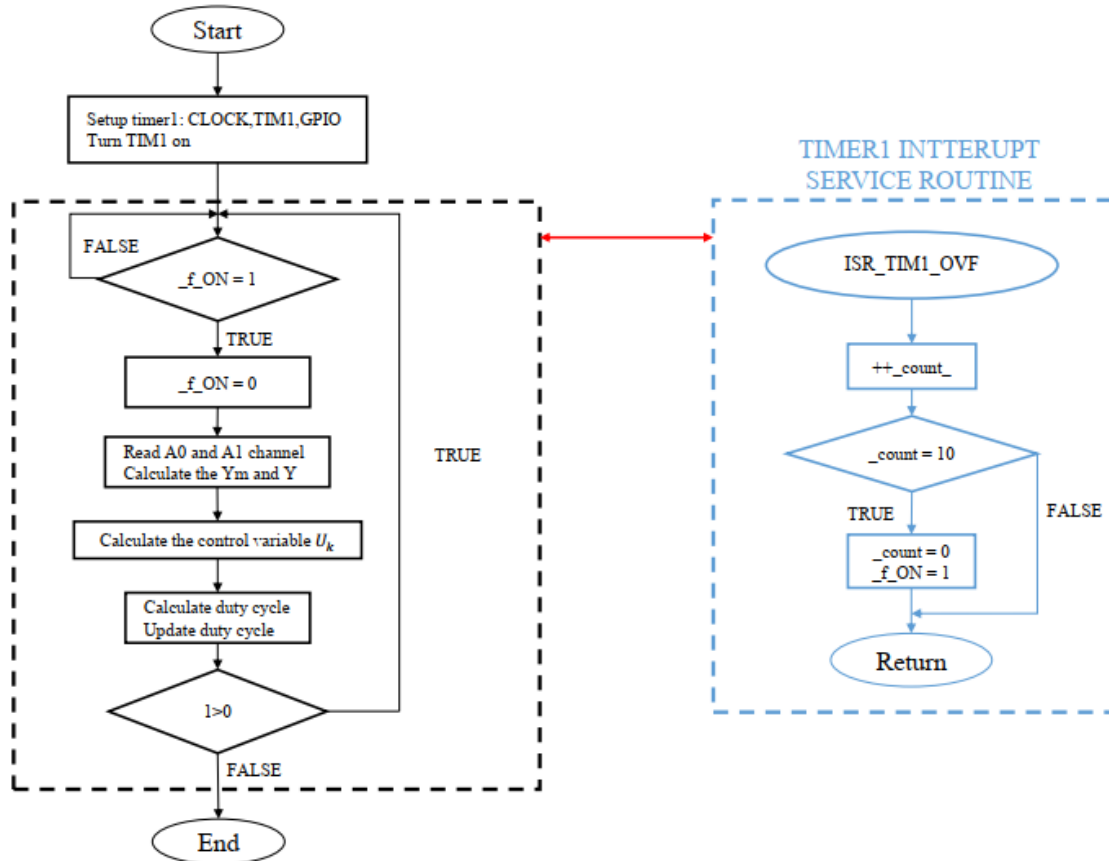 Start
Setup timer1: CLOCK,TIM1,GPIO
Turn TIM1 on
FALSE
_f_ON = 1
TRUE
_f_ON = 0
Read A0 and A1 channel
Calculate the Ym and Y
TRUE
Calculate the control variable U_k
Calculate duty cycle
Update duty cycle
1>0
FALSE
End
TIMER1 INTTERUPT
SERVICE ROUTINE
ISR_TIM1_OVF
++_count_
_count = 10
TRUE
FALSE
_count = 0
_f_ON = 1
Return